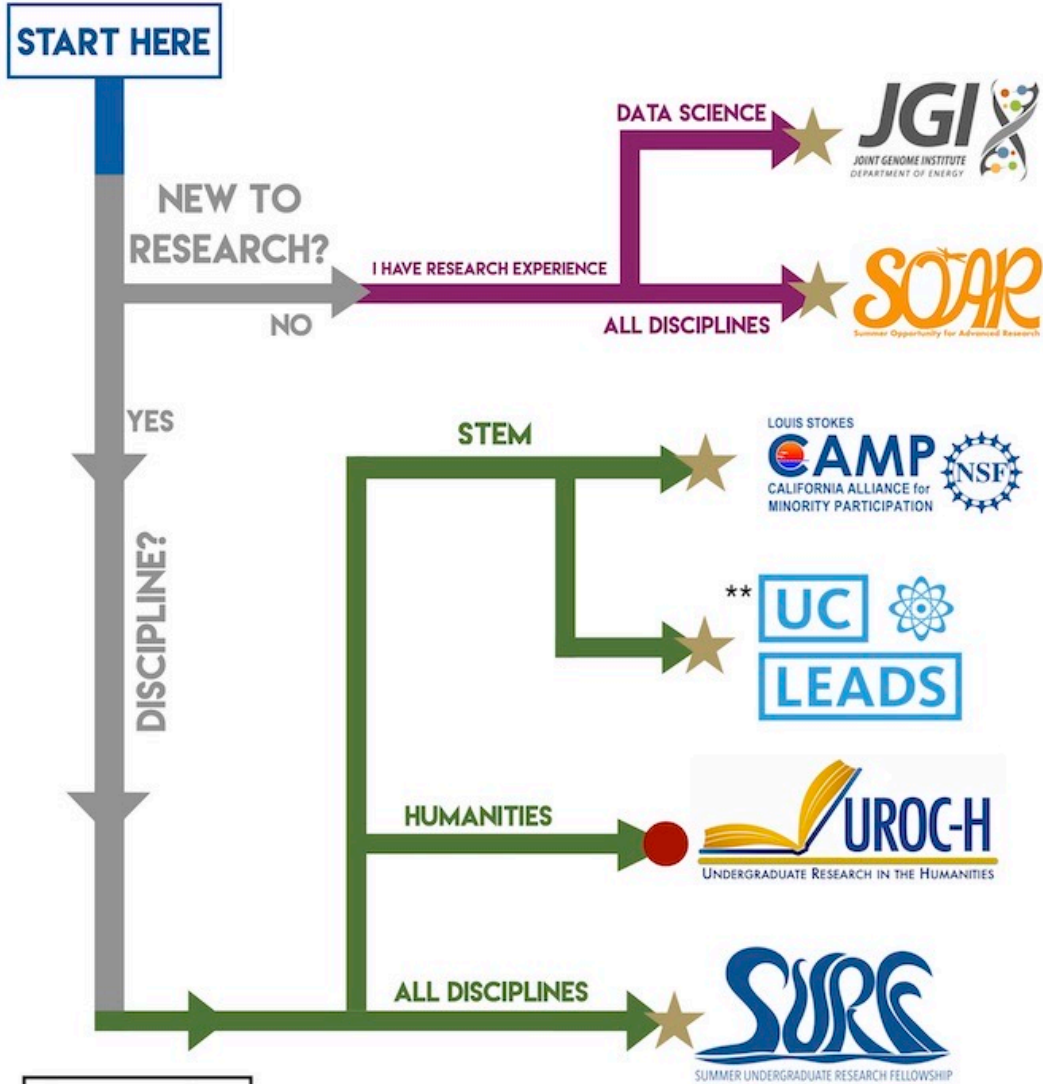 START HERE
NEW TO
RESEARCH?
NO
I HAVE RESEARCH EXPERIENCE
DATA SCIENCE
JGI
JOINT GENOME INSTITUTE
DEPARTMENT OF ENERGY
ALL DISCIPLINES
SOAR
Summer Opportunity for Advanced Research
YES
DISCIPLINE?
STEM
LOUIS STOKES
CAMP
CALIFORNIA ALLIANCE for
MINORITY PARTICIPATION
NSF
**
UC
LEADS
HUMANITIES
UROC-H
UNDERGRADUATE RESEARCH IN THE HUMANITIES
ALL DISCIPLINES
SURF
SUMMER UNDERGRADUATE RESEARCH FELLOWSHIP